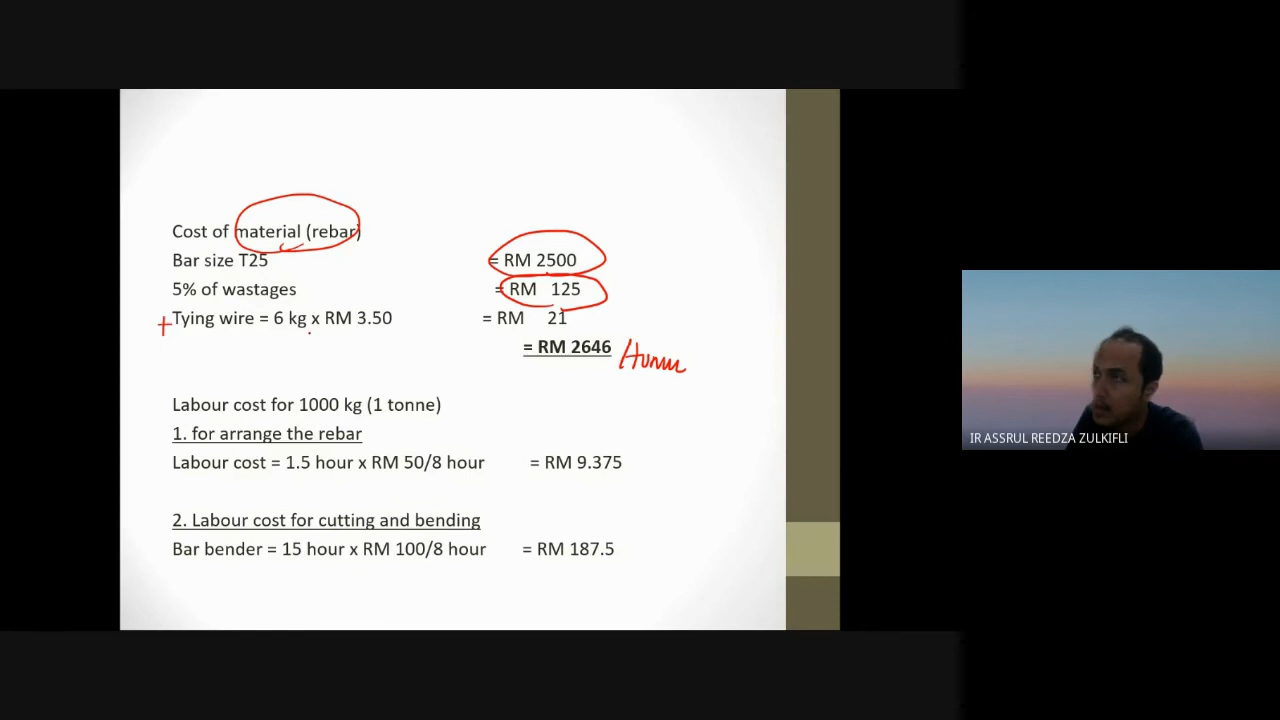 Cost of material (rebar)
Bar size T25 = RM 2500
5% of wastages = RM 125
+ Tying wire = 6 kg x RM 3.50 = RM 21
= RM 2646
Labour cost for 1000 kg (1 tonne)
1. for arrange the rebar
Labour cost = 1.5 hour x RM 50/8 hour = RM 9.375
2. Labour cost for cutting and bending
Bar bender = 15 hour x RM 100/8 hour = RM 187.5
IR ASSRUL REEDZA ZULKIFLI